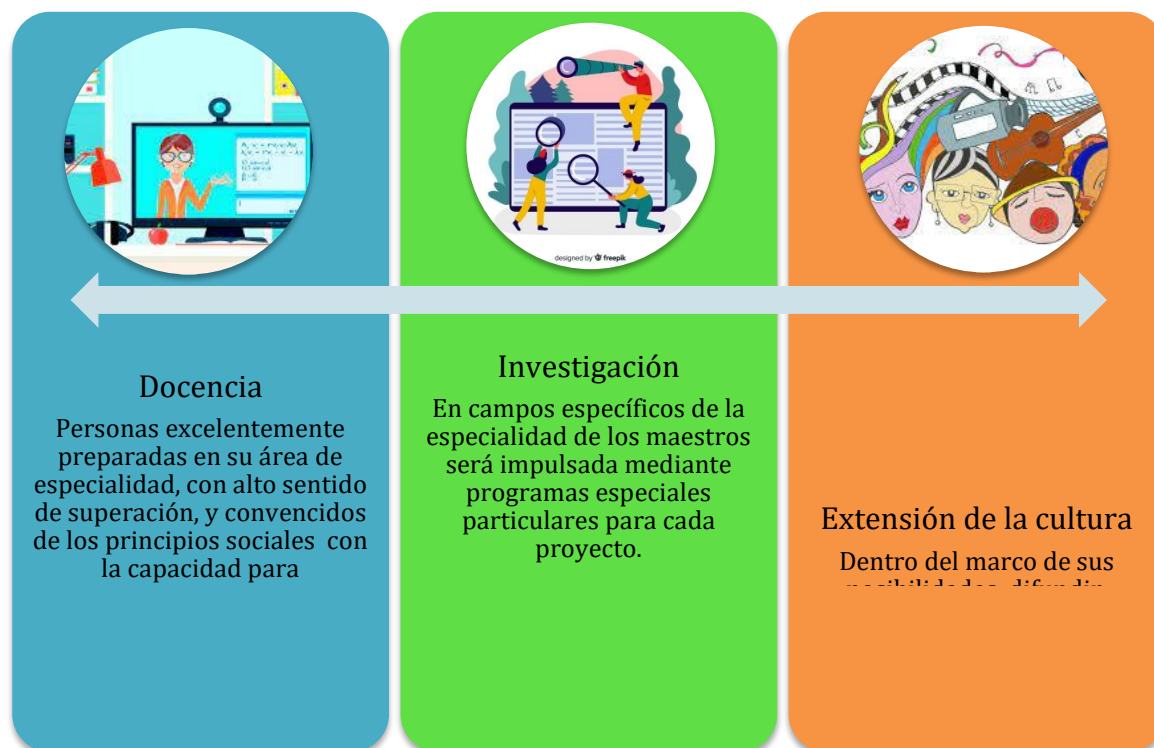 designed by freepik
Docencia
Personas excelentemente
preparadas en su área de
especialidad, con alto sentido
de superación, y convencidos
de los principios sociales con
la capacidad para
Investigación
En campos específicos de la
especialidad de los maestros
será impulsada mediante
programas especiales
particulares para cada
proyecto.
Extensión de la cultura
Dentro del marco de sus
posibilidades, difundir